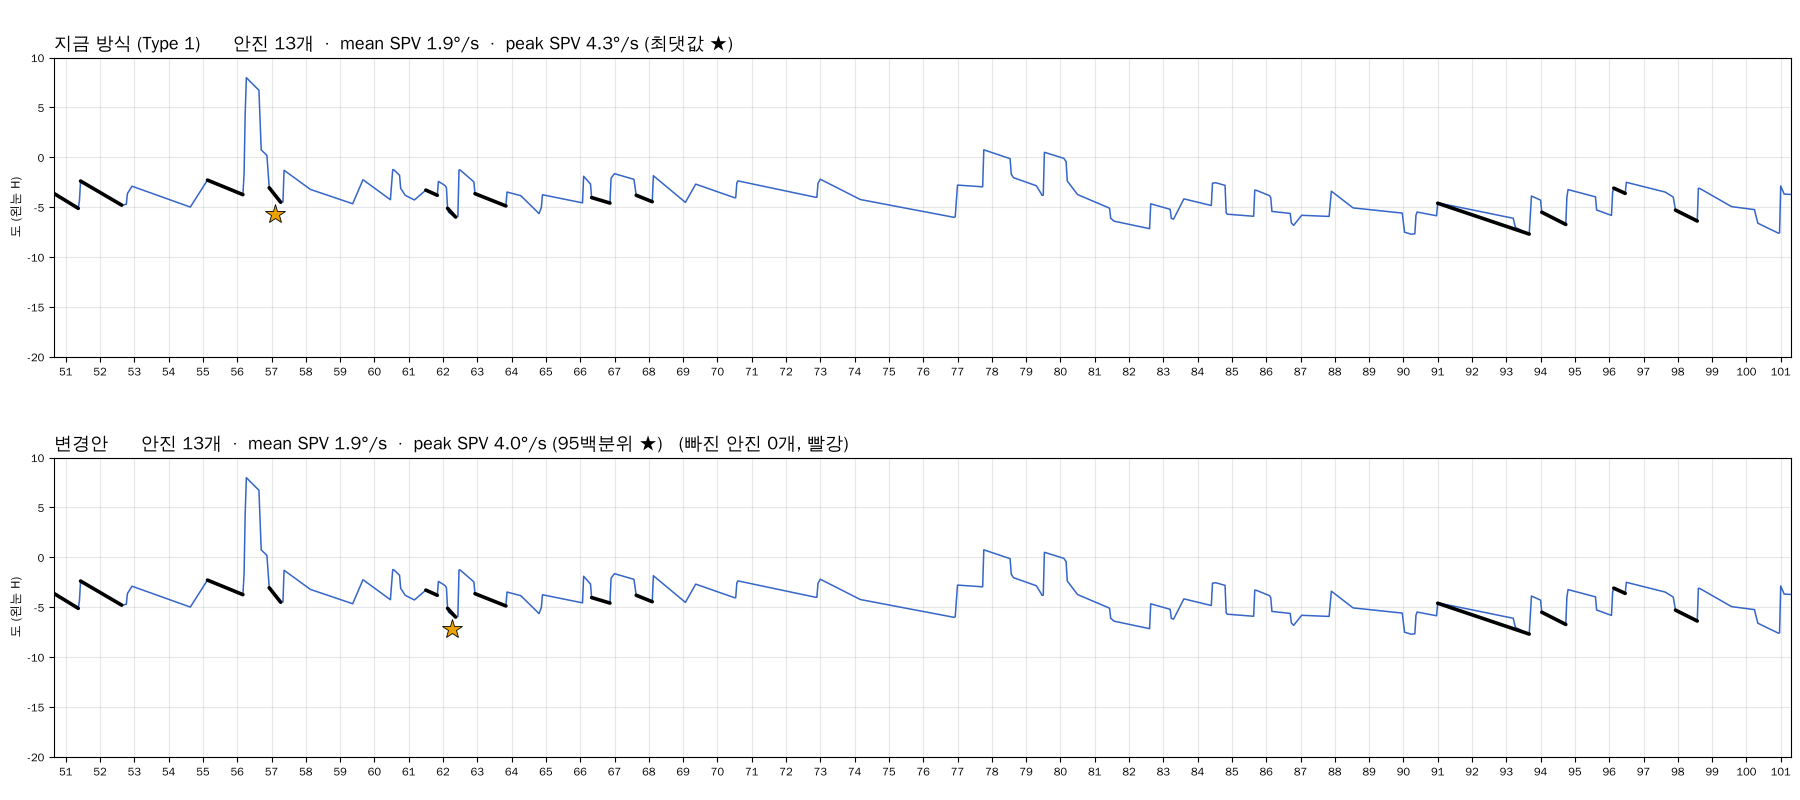 지금 방식 (Type 1) 안진 13개 · mean SPV 1.9°/s · peak SPV 4.3°/s (최댓값 ★)
도 (왼눈 H)
10
5
0
-5
-10
-15
-20
51 52 53 54 55 56 57 58 59 60 61 62 63 64 65 66 67 68 69 70 71 72 73 74 75 76 77 78 79 80 81 82 83 84 85 86 87 88 89 90 91 92 93 94 95 96 97 98 99 100 101
변경안 안진 13개 · mean SPV 1.9°/s · peak SPV 4.0°/s (95백분위 ★) (빠진 안진 0개, 빨강)
도 (왼눈 H)
10
5
0
-5
-10
-15
-20
51 52 53 54 55 56 57 58 59 60 61 62 63 64 65 66 67 68 69 70 71 72 73 74 75 76 77 78 79 80 81 82 83 84 85 86 87 88 89 90 91 92 93 94 95 96 97 98 99 100 101